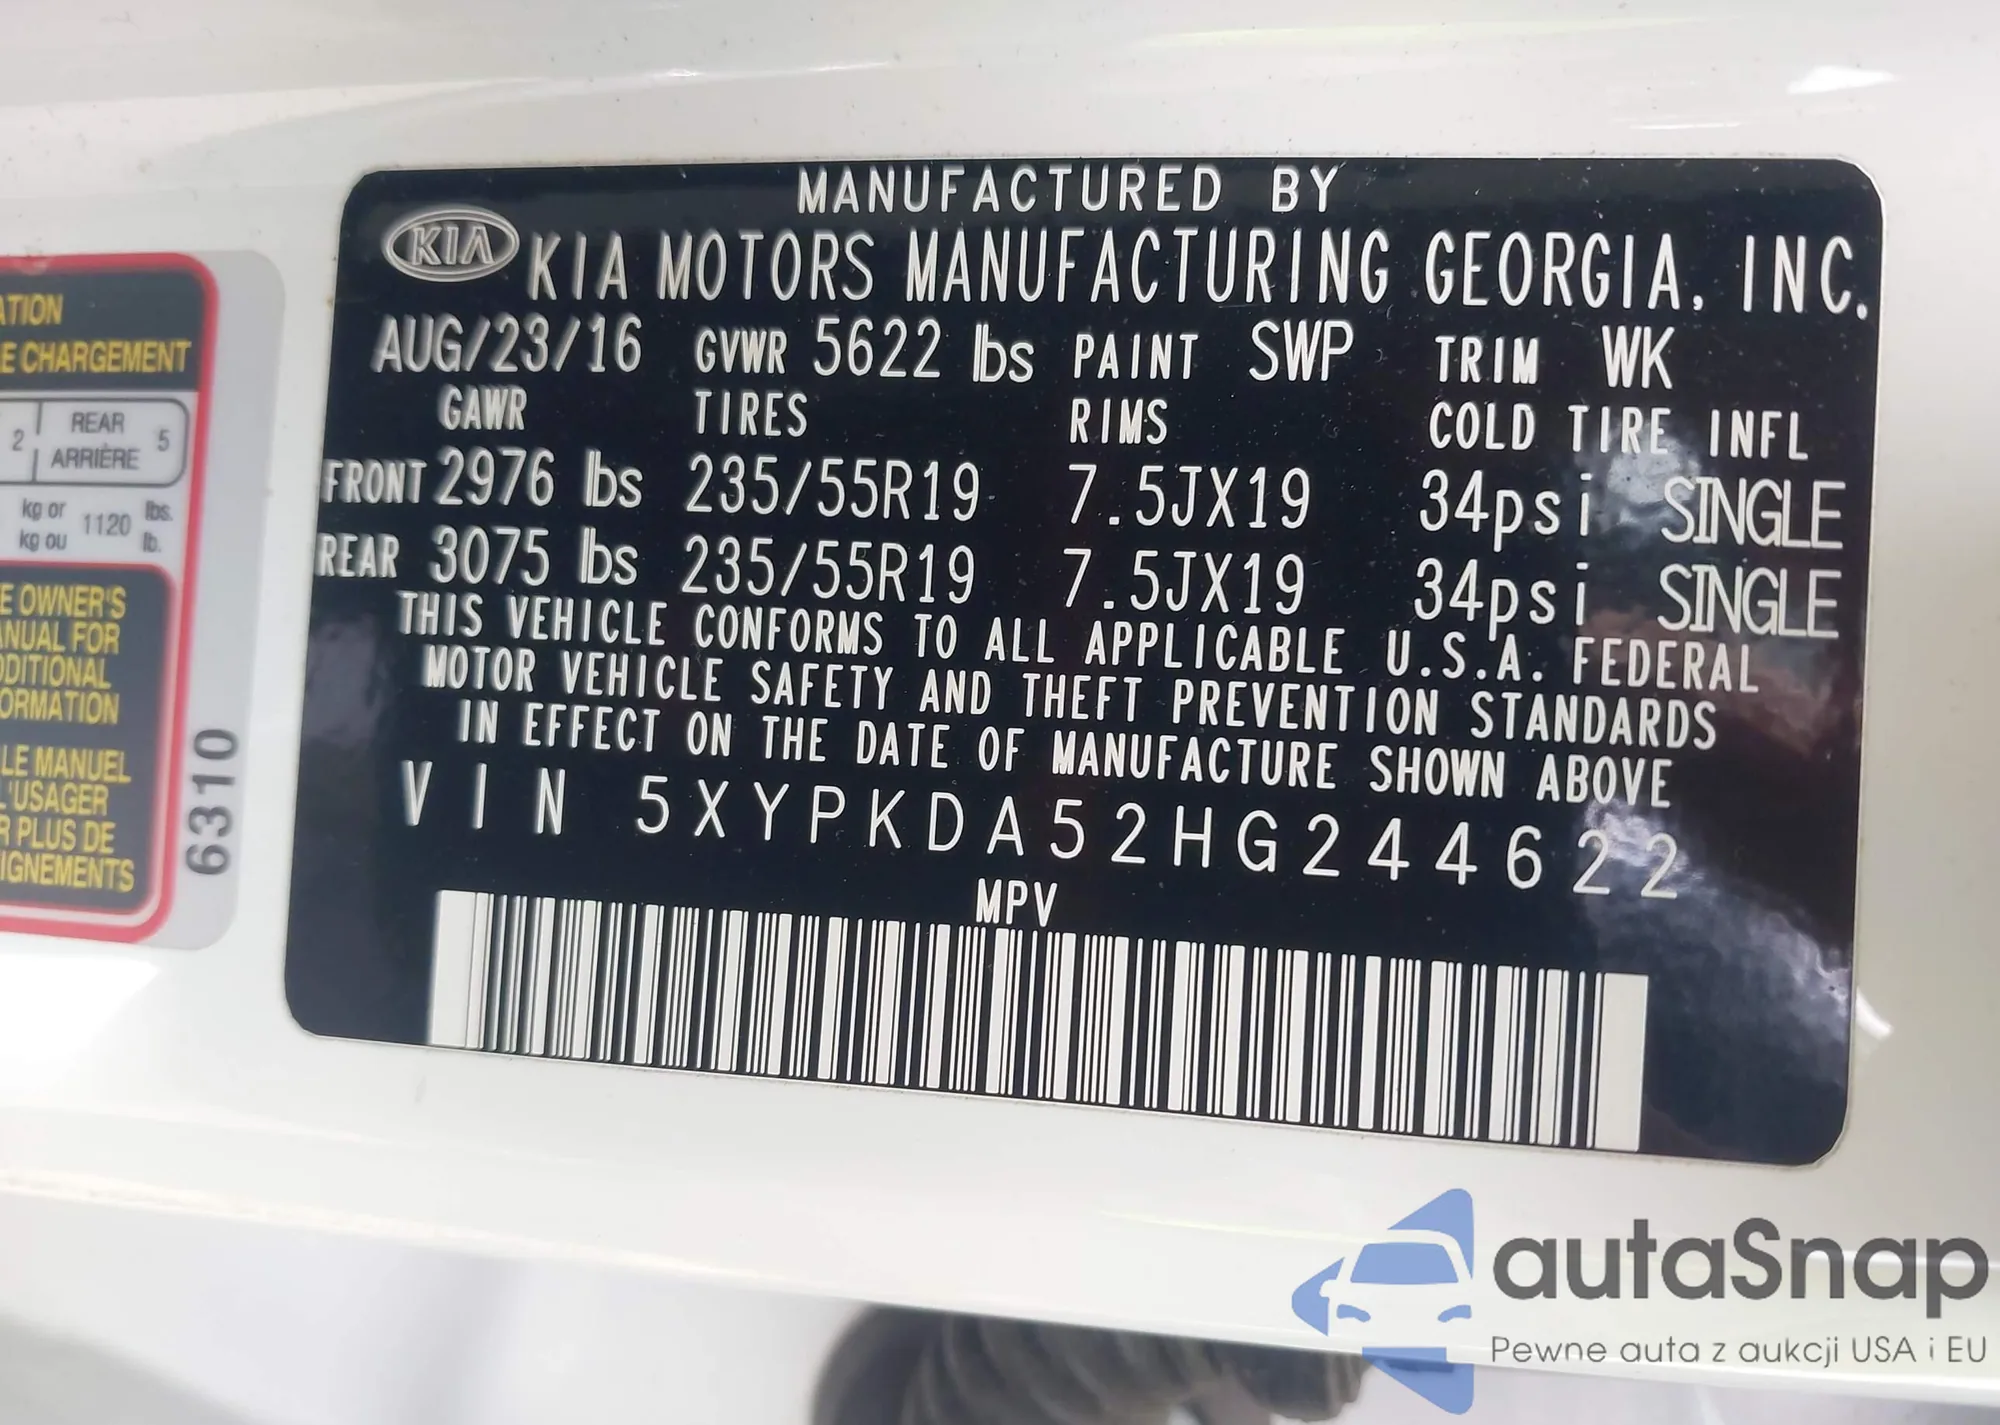 MANUFACTURED BY
KIA KIA MOTORS MANUFACTURING GEORGIA, INC.
AUG/23/16 GVWR 5622 lbs PAINT SWP TRIM WK
GAWR TIRES RIMS COLD TIRE INFL
FRONT 2976 lbs 235/55R19 7.5JX19 34psi SINGLE
REAR 3075 lbs 235/55R19 7.5JX19 34psi SINGLE
THIS VEHICLE CONFORMS TO ALL APPLICABLE U.S.A. FEDERAL
MOTOR VEHICLE SAFETY AND THEFT PREVENTION STANDARDS
IN EFFECT ON THE DATE OF MANUFACTURE SHOWN ABOVE
VIN 5XYPKDA52HG244622
MPV
ATION
E CHARGEMENT
2 REAR 5
ARRIÈRE
kg or 1120 lbs.
kg ou lb.
E OWNER'S
ANUAL FOR
DDITIONAL
FORMATION
LE MANUEL
L'USAGER
R PLUS DE
IGNEMENTS
6310
autaSnap
Pewne auta z aukcji USA i EU